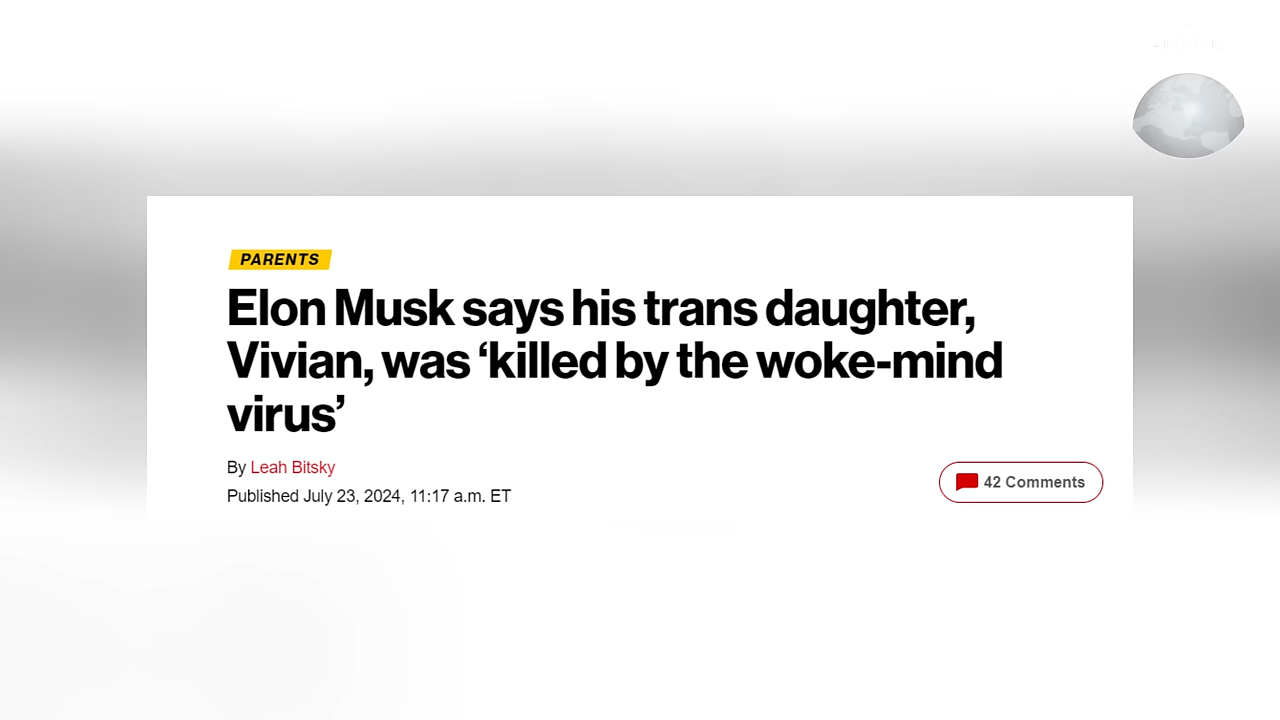 PARENTS
Elon Musk says his trans daughter,
Vivian, was ‘killed by the woke-mind
virus’
By Leah Bitsky
Published July 23, 2024, 11:17 a.m. ET
42 Comments